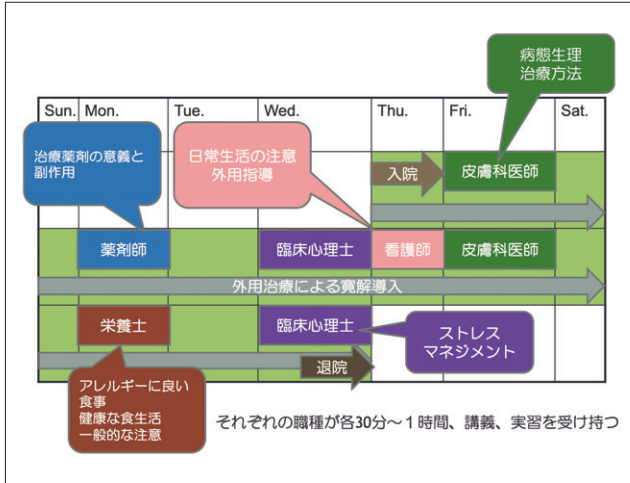 病態生理
治療方法
Sun.
Mon.
Tue.
Wed.
Thu.
Fri.
Sat.
治療薬剤の意義と
副作用
日常生活の注意
外用指導
入院
皮膚科医師
薬剤師
臨床心理士
看護師
皮膚科医師
外用治療による寛解導入
栄養士
臨床心理士
ストレス
マネジメント
退院
アレルギーに良い
食事
健康な食生活
一般的な注意
それぞれの職種が各30分～1時間、講義、実習を受け持つ